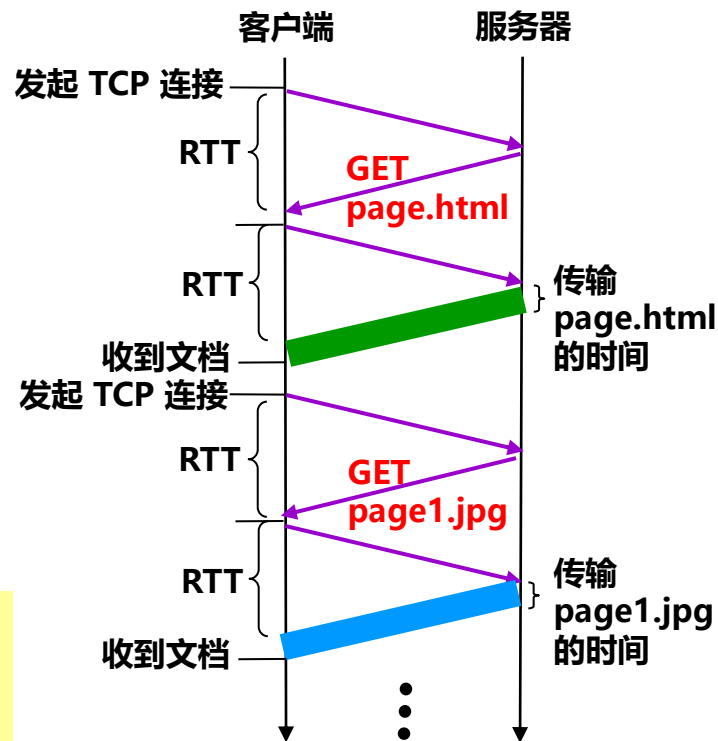 客户端
服务器
发起 TCP 连接
RTT
GET
page.html
RTT
传输
page.html
的时间
收到文档
发起 TCP 连接
RTT
GET
page1.jpg
RTT
传输
page1.jpg
的时间
收到文档